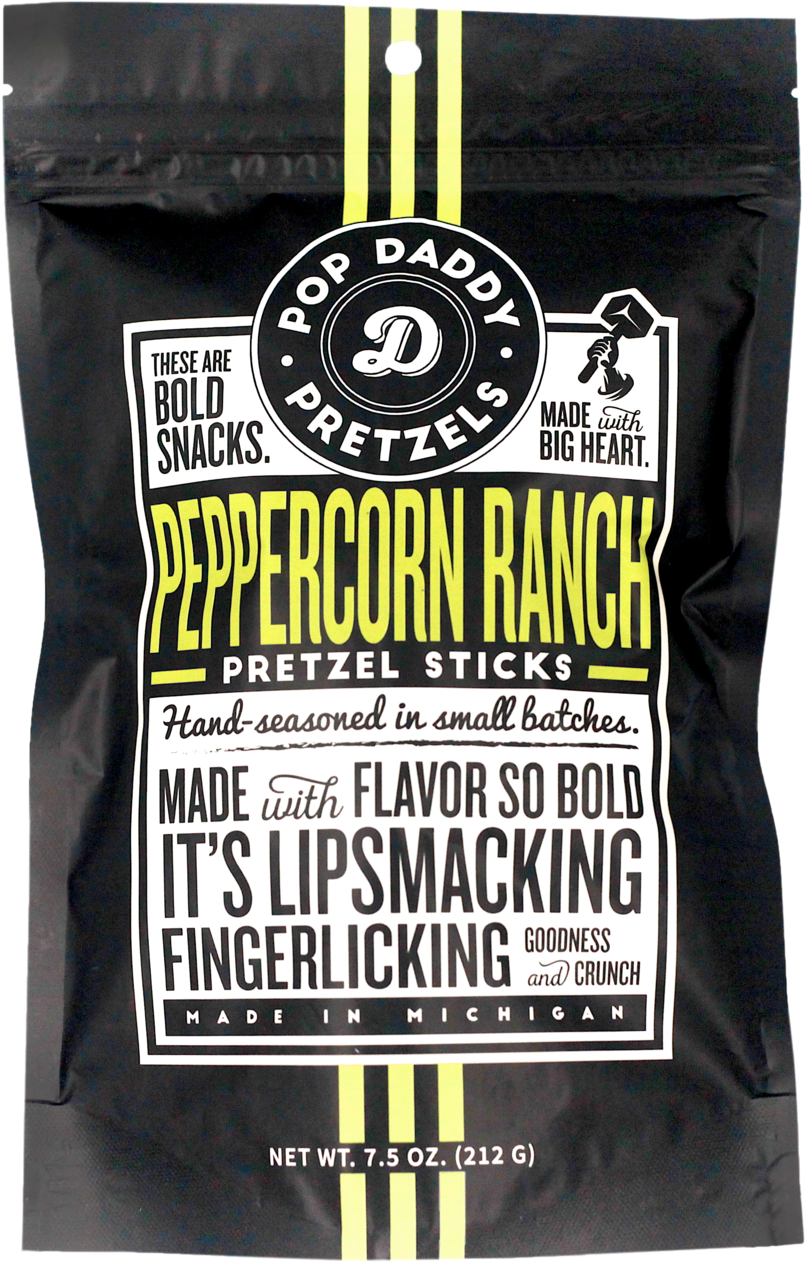 POP DADDY
D
PRETZELS
THESE ARE
BOLD
SNACKS.
MADE with
BIG HEART.
PEPPERCORN RANCH
PRETZEL STICKS
Hand-seasoned in small batches.
MADE with FLAVOR SO BOLD
IT'S LIPSMACKING
FINGERLICKING GOODNESS
and CRUNCH
MADE IN MICHIGAN
NET WT. 7.5 OZ. (212 G)